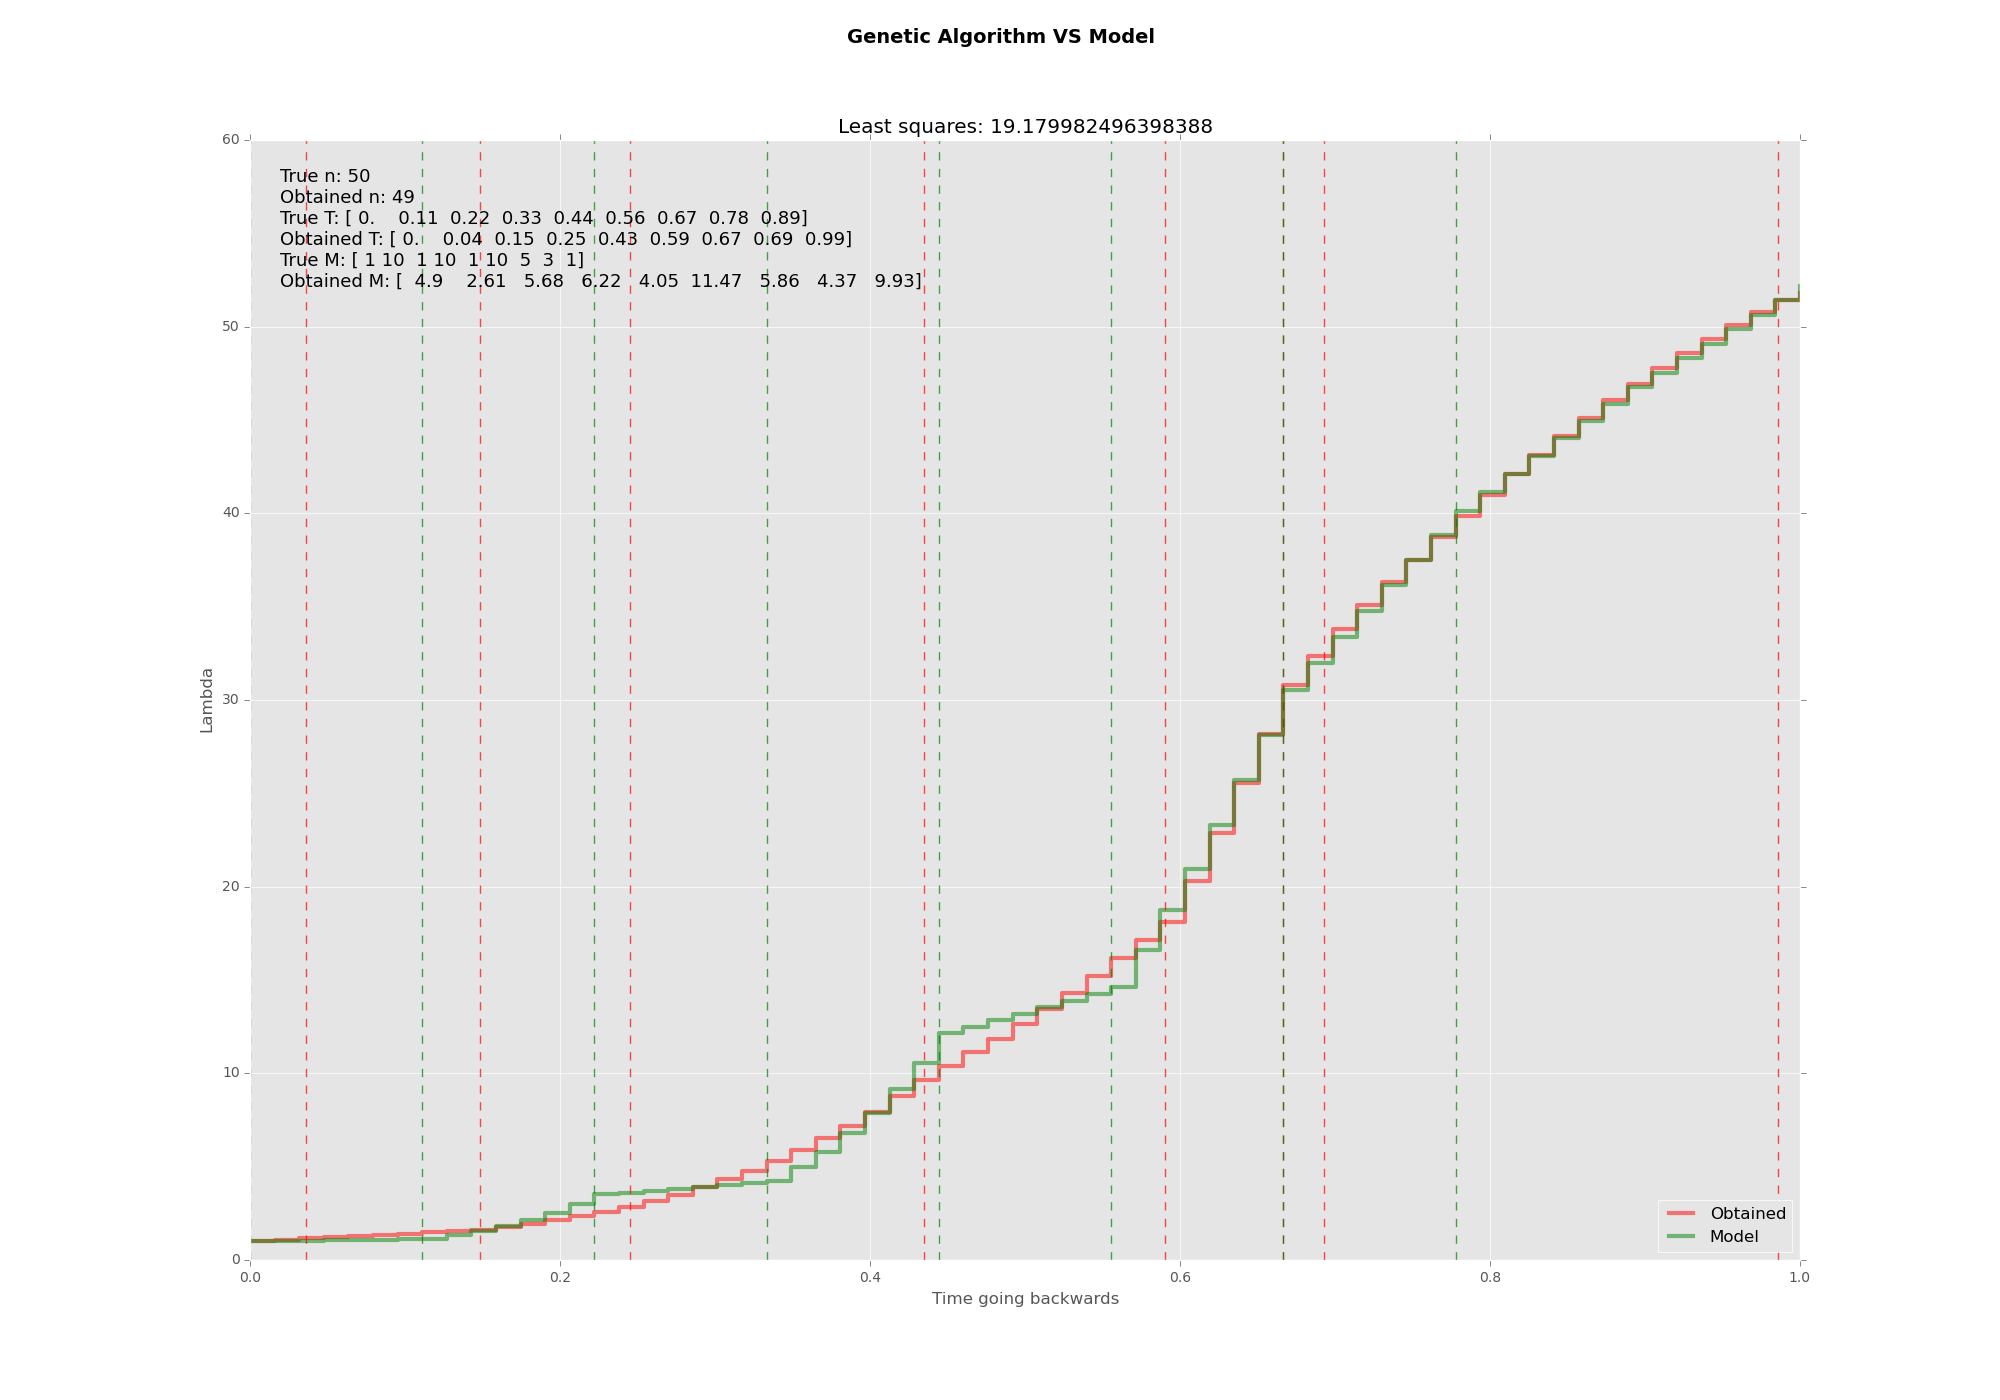 Genetic Algorithm VS Model
Least squares: 19.179982496398388
True n: 50
Obtained n: 49
True T: [ 0. 0.11 0.22 0.33 0.44 0.56 0.67 0.78 0.89]
Obtained T: [ 0. 0.04 0.15 0.25 0.43 0.59 0.67 0.69 0.99]
True M: [ 1 10 1 10 1 10 5 3 1]
Obtained M: [ 4.9 2.61 5.68 6.22 4.05 11.47 5.86 4.37 9.93]
60
50
40
30
20
10
0
Lambda
0.0 0.2 0.4 0.6 0.8 1.0
Time going backwards
Obtained
Model